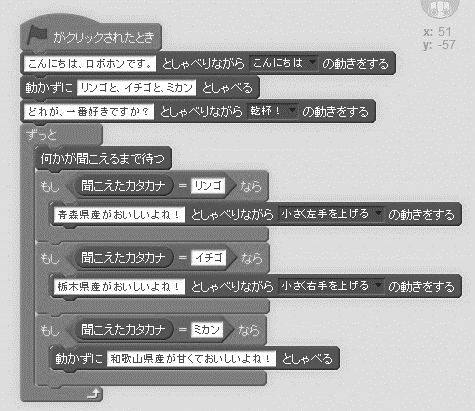 x: 51
y: -57
がクリックされたとき
こんにちは、ロボホンです。 としゃべりながら こんにちは の動きをする
動かずに リンゴと、イチゴと、ミカン としゃべる
どれが、一番好きですか？ としゃべりながら 乾杯！ の動きをする
ずっと
何かが聞こえるまで待つ
もし 聞こえたカタカナ = リンゴ なら
青森県産がおいしいよね！ としゃべりながら 小さく左手を上げる の動きをする
もし 聞こえたカタカナ = イチゴ なら
栃木県産がおいしいよね！ としゃべりながら 小さく右手を上げる の動きをする
もし 聞こえたカタカナ = ミカン なら
動かずに 和歌山県産が甘くておいしいよね！ としゃべる